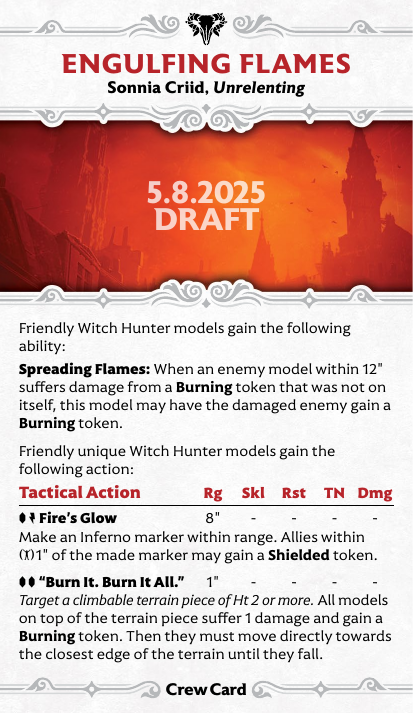 ENGULFING FLAMES
Sonnia Criid, Unrelenting
5.8.2025
DRAFT
Friendly Witch Hunter models gain the following
ability:
Spreading Flames: When an enemy model within 12"
suffers damage from a Burning token that was not on
itself, this model may have the damaged enemy gain a
Burning token.
Friendly unique Witch Hunter models gain the
following action:
Tactical Action Rg Skl Rst TN Dmg
Fire's Glow 8" - - - -
Make an Inferno marker within range. Allies within
1" of the made marker may gain a Shielded token.
“Burn It. Burn It All.” 1" - - - -
Target a climbable terrain piece of Ht 2 or more. All models
on top of the terrain piece suffer 1 damage and gain a
Burning token. Then they must move directly towards
the closest edge of the terrain until they fall.
Crew Card